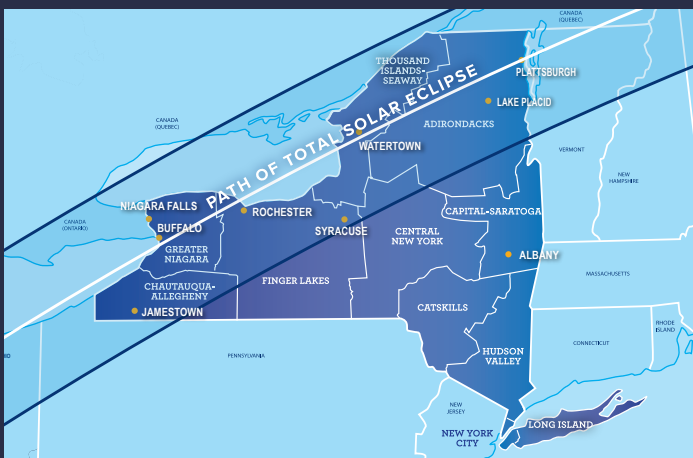 CANADA
(QUEBEC)
CANADA
(QUEBEC)
THOUSAND
ISLANDS-
SEAWAY
PLATTSBURGH
LAKE PLACID
PATH OF TOTAL SOLAR ECLIPSE
CANADA
(QUEBEC)
ADIRONDACKS
WATERTOWN
VERMONT
NEW
HAMPSHIRE
NIAGARA FALLS
ROCHESTER
CAPITAL-SARATOGA
CANADA
(ONTARIO)
BUFFALO
SYRACUSE
CENTRAL
NEW YORK
GREATER
NIAGARA
ALBANY
CHAUTAUQUA-
ALLEGHENY
FINGER LAKES
MASSACHUSETTS
JAMESTOWN
CATSKILLS
RHODE
ISLAND
CONNECTICUT
PENNSYLVANIA
HUDSON
VALLEY
NEW
JERSEY
LONG ISLAND
NEW YORK
CITY